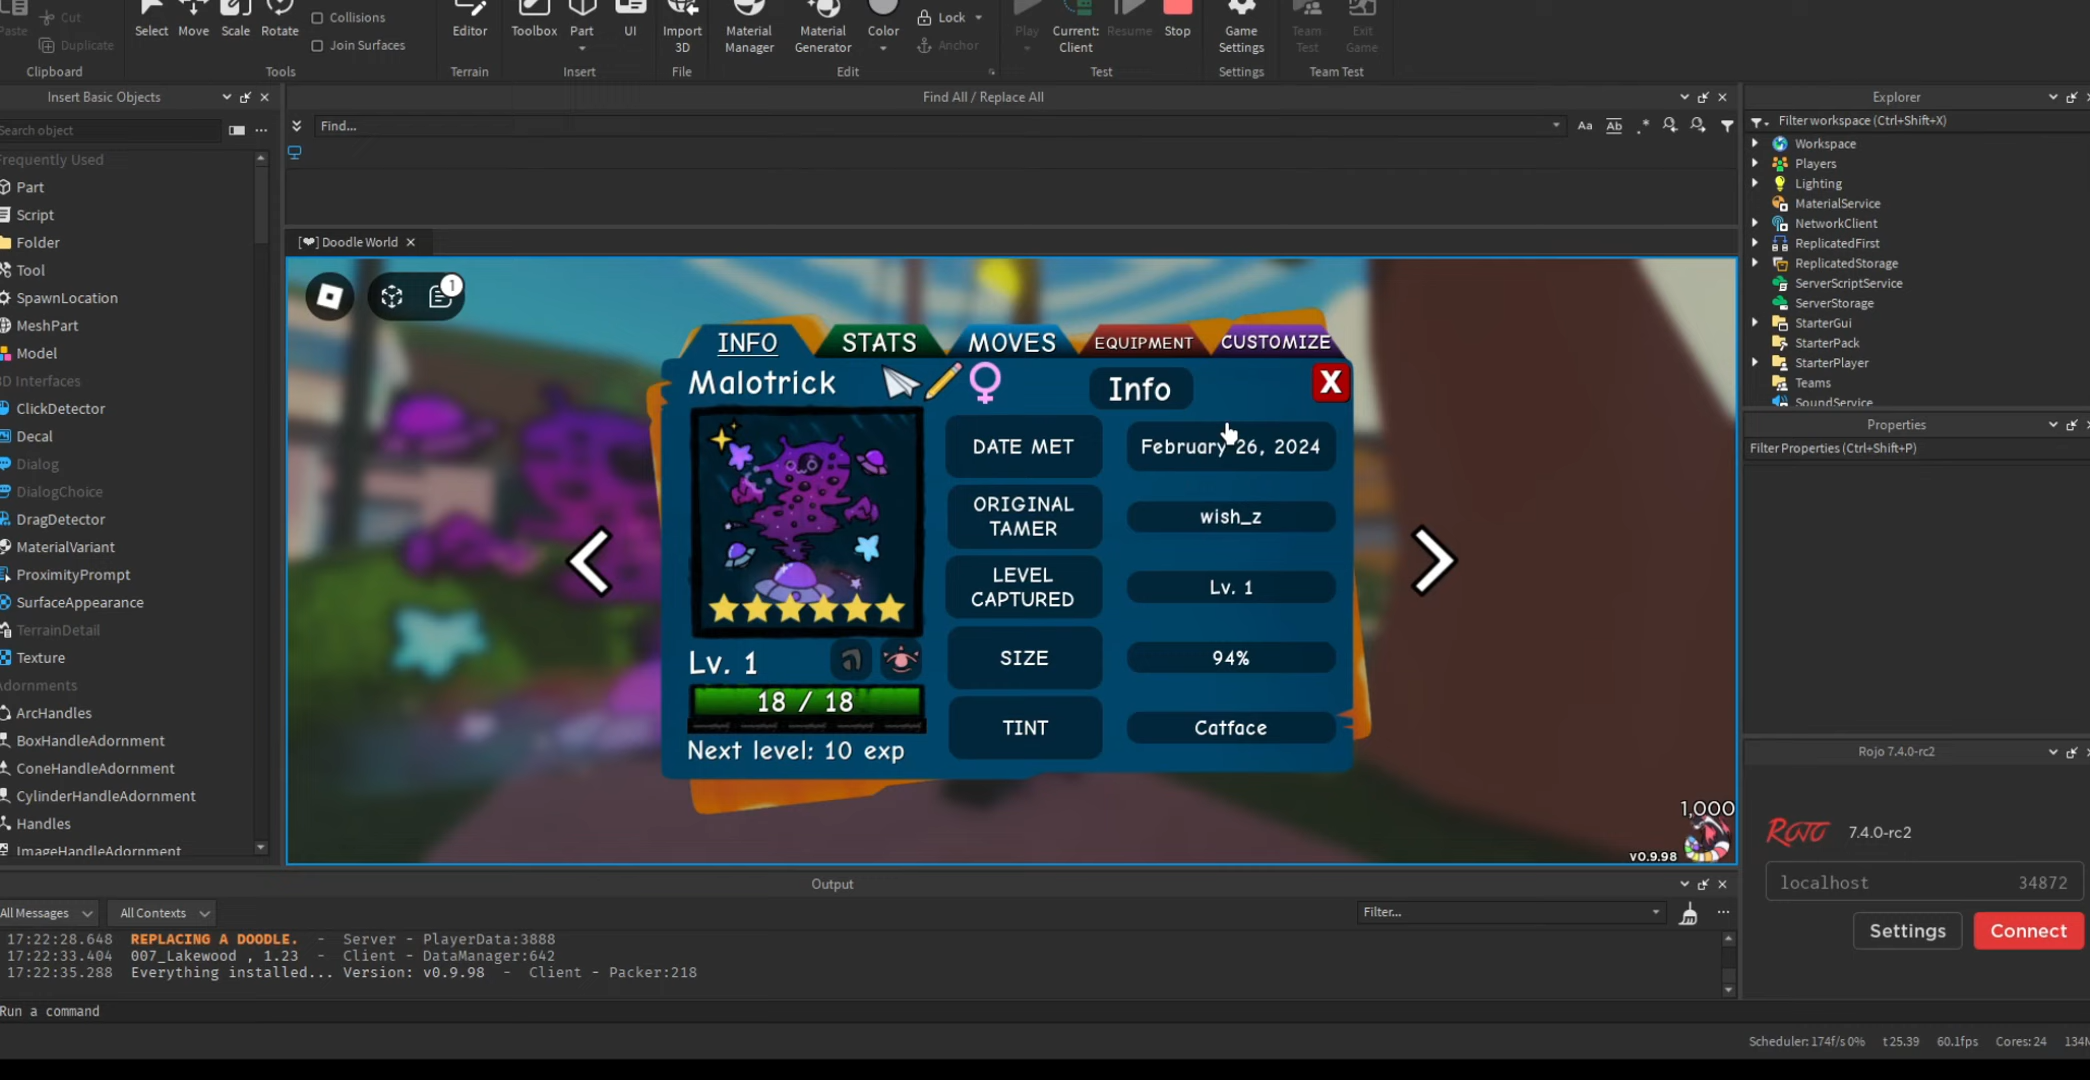 Paste
Cut
Duplicate
Clipboard
Select
Move
Scale
Rotate
Collisions
Join Surfaces
Tools
Editor
Terrain
Toolbox
Part
UI
Insert
Import 3D
File
Material Manager
Material Generator
Color
Lock
Anchor
Edit
Play
Current: Client
Resume
Stop
Test
Game Settings
Settings
Team Test
Exit Game
Team Test
Insert Basic Objects
Search object
Frequently Used
Part
Script
Folder
Tool
SpawnLocation
MeshPart
Model
3D Interfaces
ClickDetector
Decal
Dialog
DialogChoice
DragDetector
MaterialVariant
ProximityPrompt
SurfaceAppearance
TerrainDetail
Texture
Adornments
ArcHandles
BoxHandleAdornment
ConeHandleAdornment
CylinderHandleAdornment
Handles
ImageHandleAdornment
Find All / Replace All
Find...
Aa
Ab
.*
[❤] Doodle World
1
INFO
STATS
MOVES
EQUIPMENT
CUSTOMIZE
Malotrick
Info
X
DATE MET
February 26, 2024
ORIGINAL TAMER
wish_z
LEVEL CAPTURED
Lv. 1
SIZE
94%
TINT
Catface
Lv. 1
18 / 18
Next level: 10 exp
1,000
v0.9.98
Explorer
Filter workspace (Ctrl+Shift+X)
Workspace
Players
Lighting
MaterialService
NetworkClient
ReplicatedFirst
ReplicatedStorage
ServerScriptService
ServerStorage
StarterGui
StarterPack
StarterPlayer
Teams
SoundService
Properties
Filter Properties (Ctrl+Shift+P)
Rojo 7.4.0-rc2
ROJO 7.4.0-rc2
localhost 34872
Settings
Connect
Output
All Messages
All Contexts
Filter...
17:22:28.648 REPLACING A DOODLE. - Server - PlayerData:3888
17:22:33.404 007_Lakewood , 1.23 - Client - DataManager:642
17:22:35.288 Everything installed... Version: v0.9.98 - Client - Packer:218
Run a command
Scheduler: 174f/s 0% t 25.39 60.1fps Cores: 24